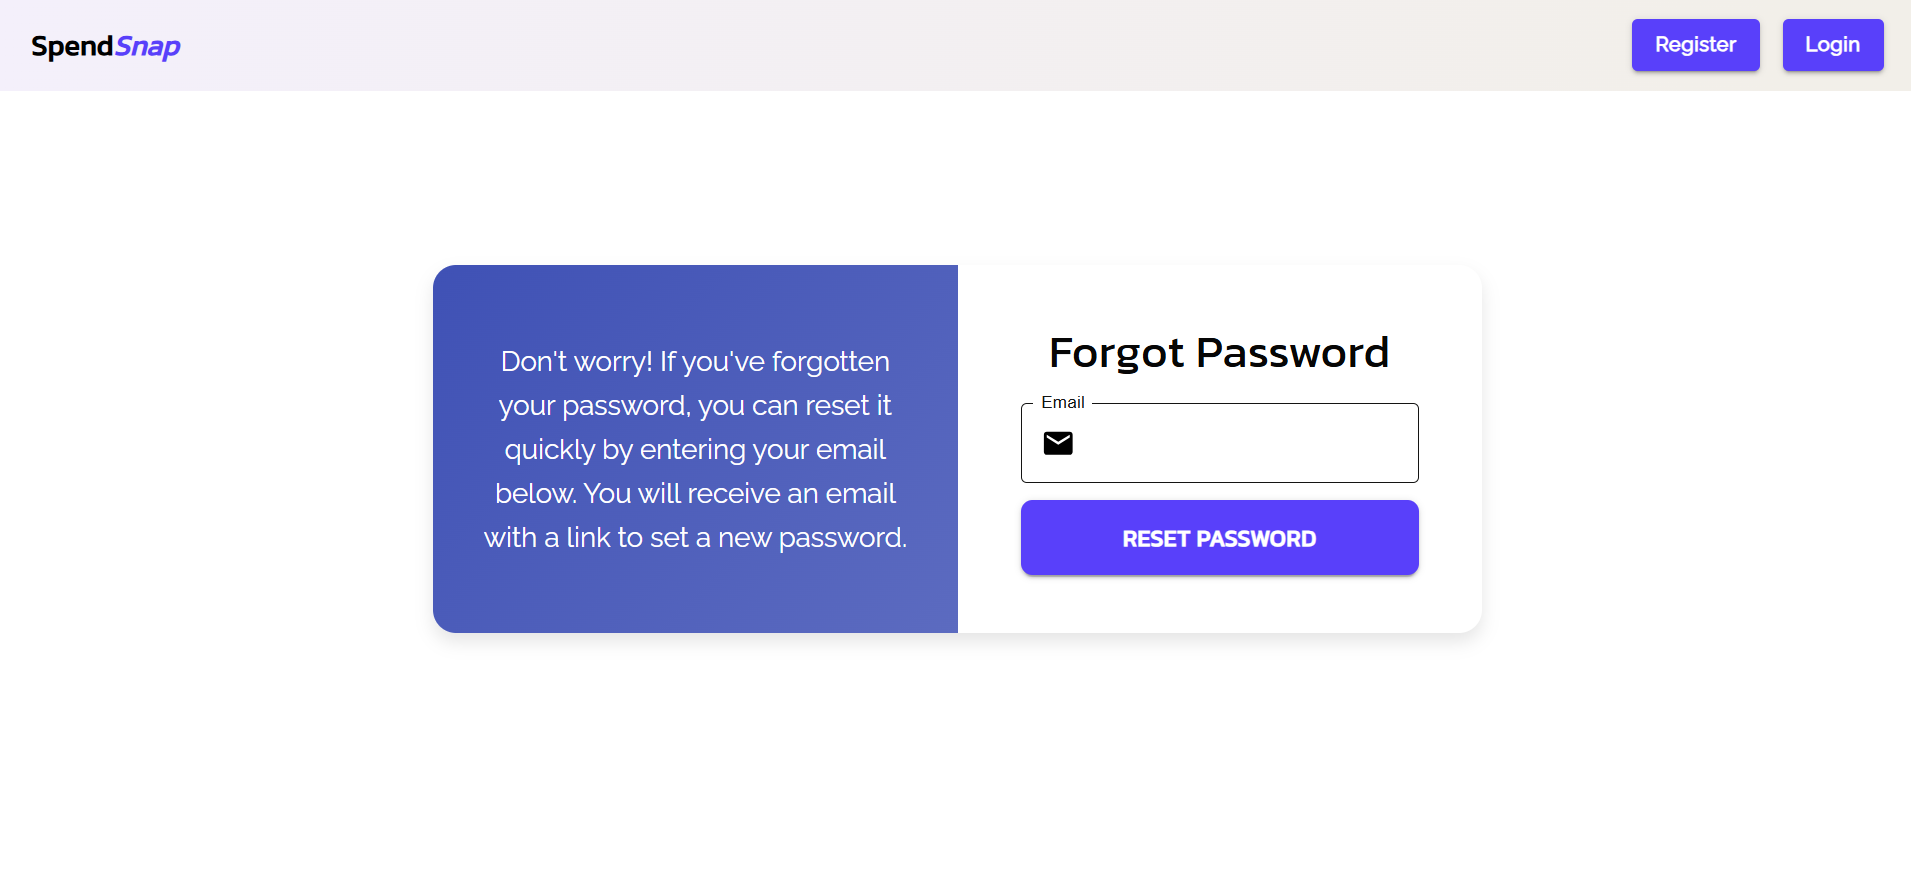 SpendSnap
Register
Login
Don't worry! If you've forgotten
your password, you can reset it
quickly by entering your email
below. You will receive an email
with a link to set a new password.
Forgot Password
Email
RESET PASSWORD